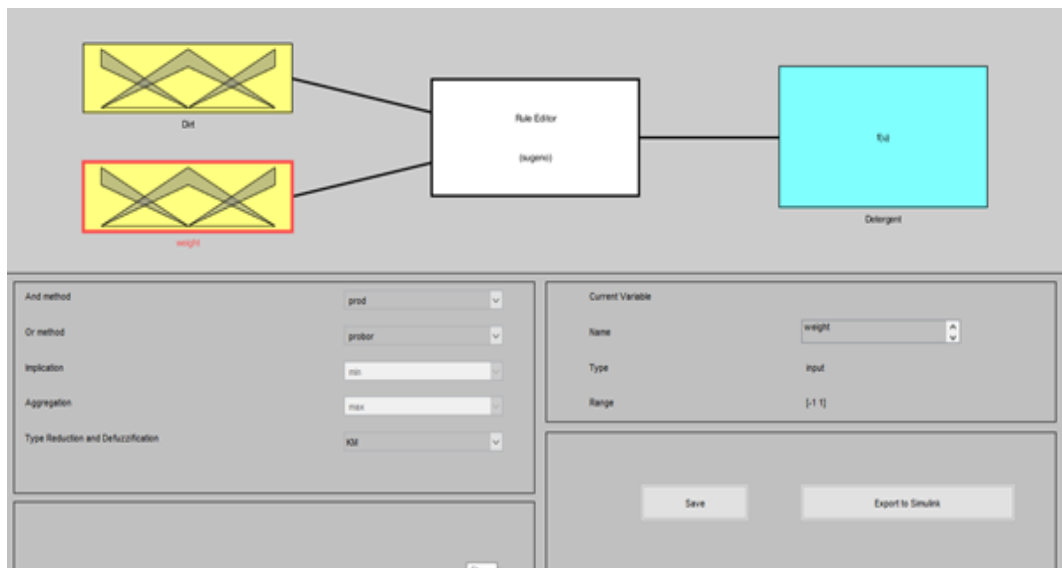 Dirt
weight
Rule Editor
(sugeno)
f(u)
Detergent
And method
prod
Or method
probor
Implication
min
Aggregation
max
Type Reduction and Defuzzification
KM
Current Variable
Name
weight
Type
input
Range
[-1 1]
Save
Export to Simulink